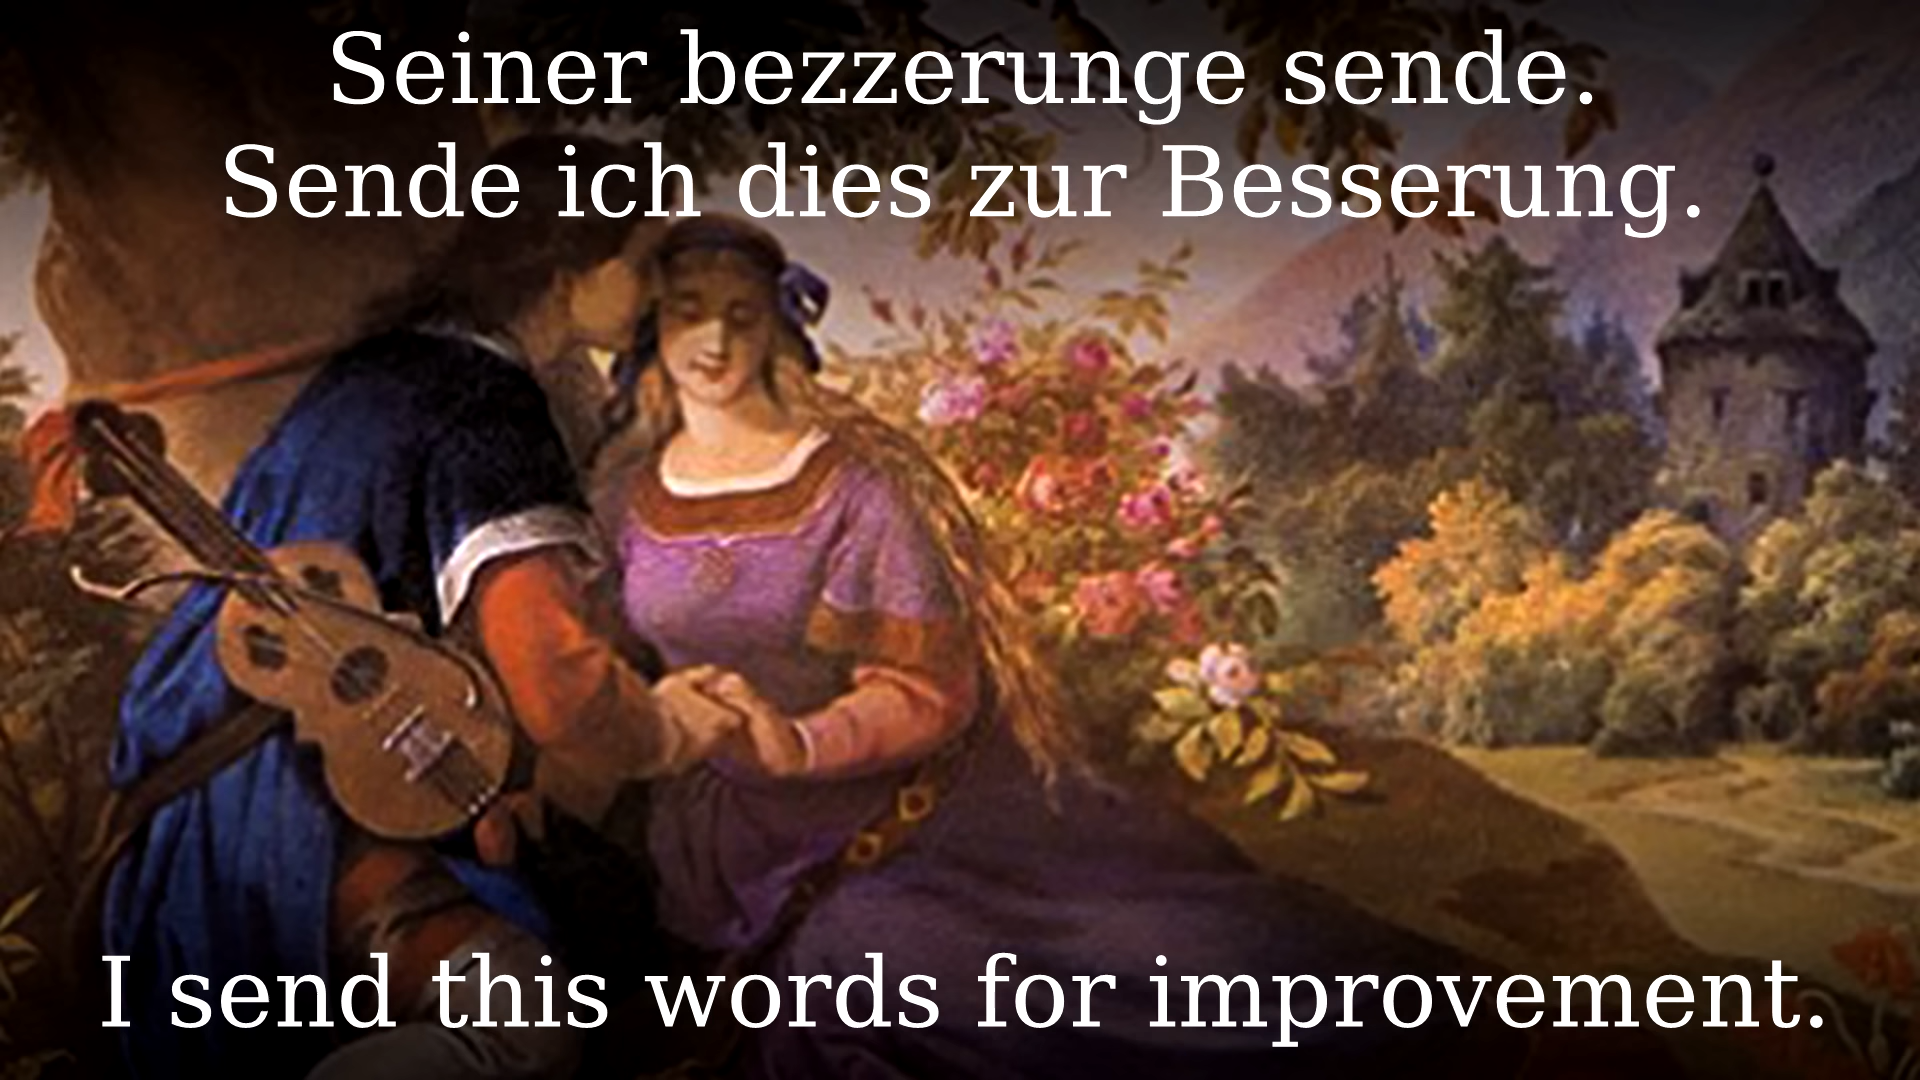 Seiner bezzerunge sende.
Sende ich dies zur Besserung.
I send this words for improvement.